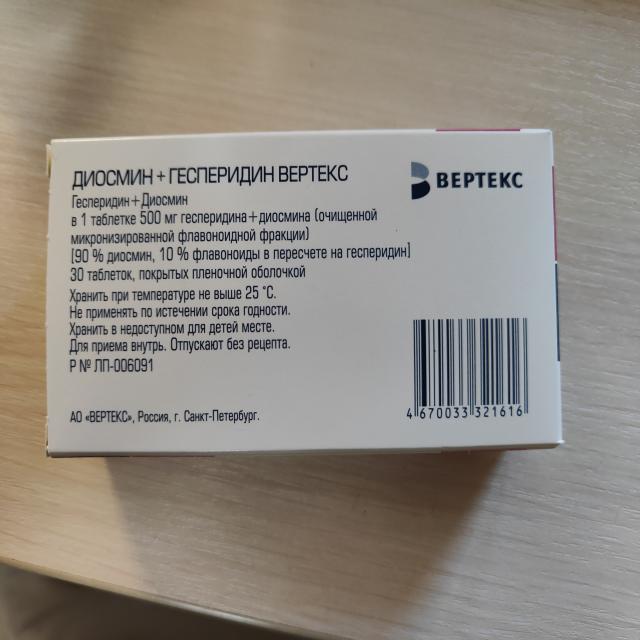 ДИОСМИН + ГЕСПЕРИДИН ВЕРТЕКС
ВЕРТЕКС
Гесперидин + Диосмин
в 1 таблетке 500 мг гесперидина + диосмина (очищенной
микронизированной флавоноидной фракции)
[90 % диосмин, 10 % флавоноиды в пересчете на гесперидин]
30 таблеток, покрытых пленочной оболочкой
Хранить при температуре не выше 25 °С.
Не применять по истечении срока годности.
Хранить в недоступном для детей месте.
Для приема внутрь. Отпускают без рецепта.
Р № ЛП-006091
4 670033 321616
АО «ВЕРТЕКС», Россия, г. Санкт-Петербург.